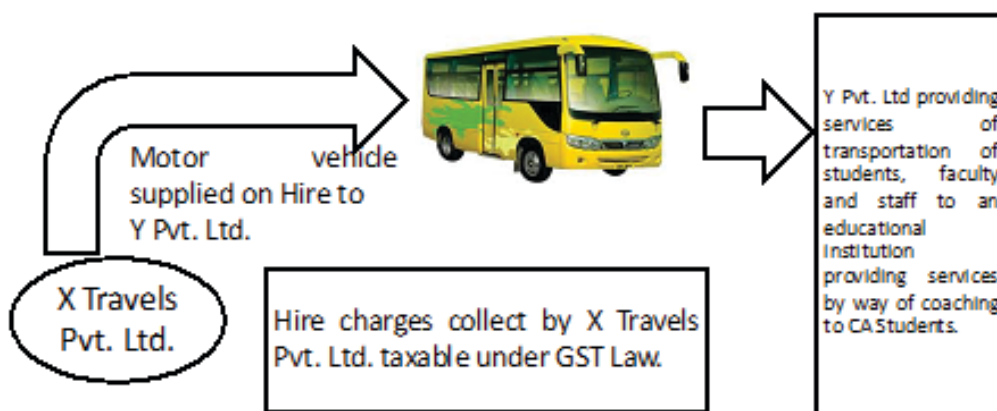 Motor vehicle
supplied on Hire to
Y Pvt. Ltd.
X Travels
Pvt. Ltd.
Hire charges collect by X Travels
Pvt. Ltd. taxable under GST Law.
Y Pvt. Ltd providing
services of
transportation of
students, faculty
and staff to an
educational
institution
providing services
by way of coaching
to CA Students.